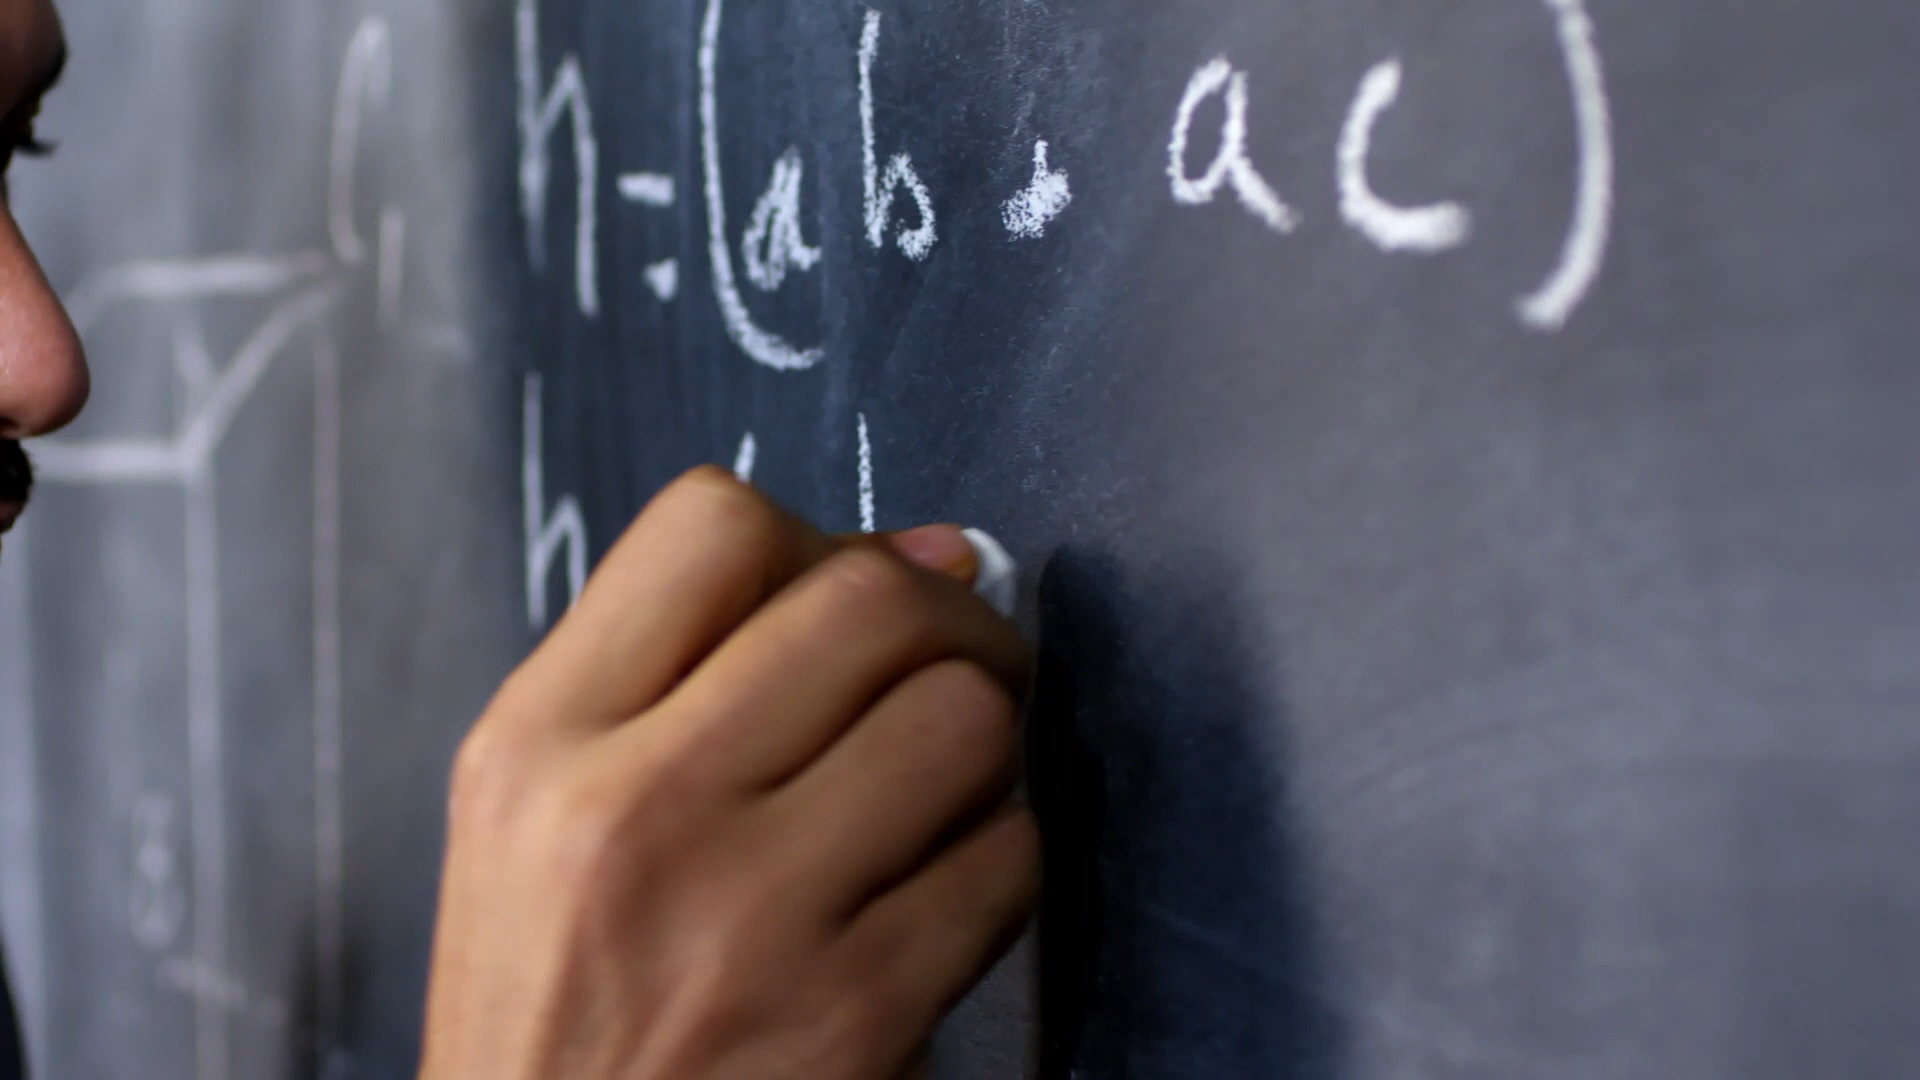 h = (ab · ac)
h